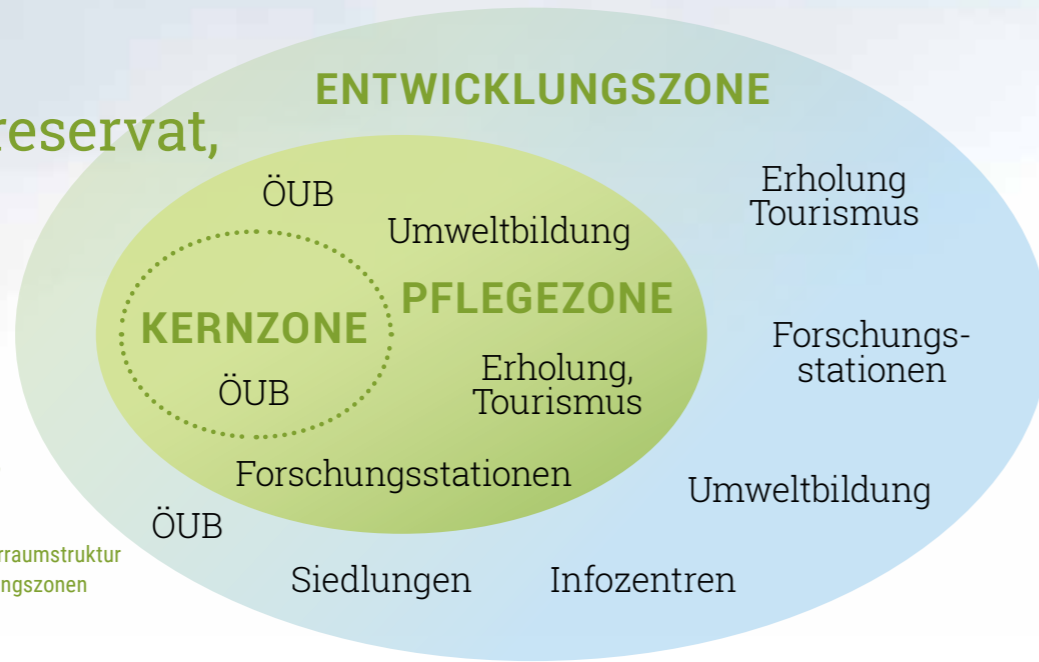 ENTWICKLUNGSZONE
reservat,
ÖUB
Erholung
Tourismus
Umweltbildung
PFLEGEZONE
KERNZONE
Forschungs-
stationen
Erholung,
Tourismus
ÖUB
Forschungsstationen
Umweltbildung
ÖUB
rraumstruktur
ngszonen
Siedlungen
Infozentren